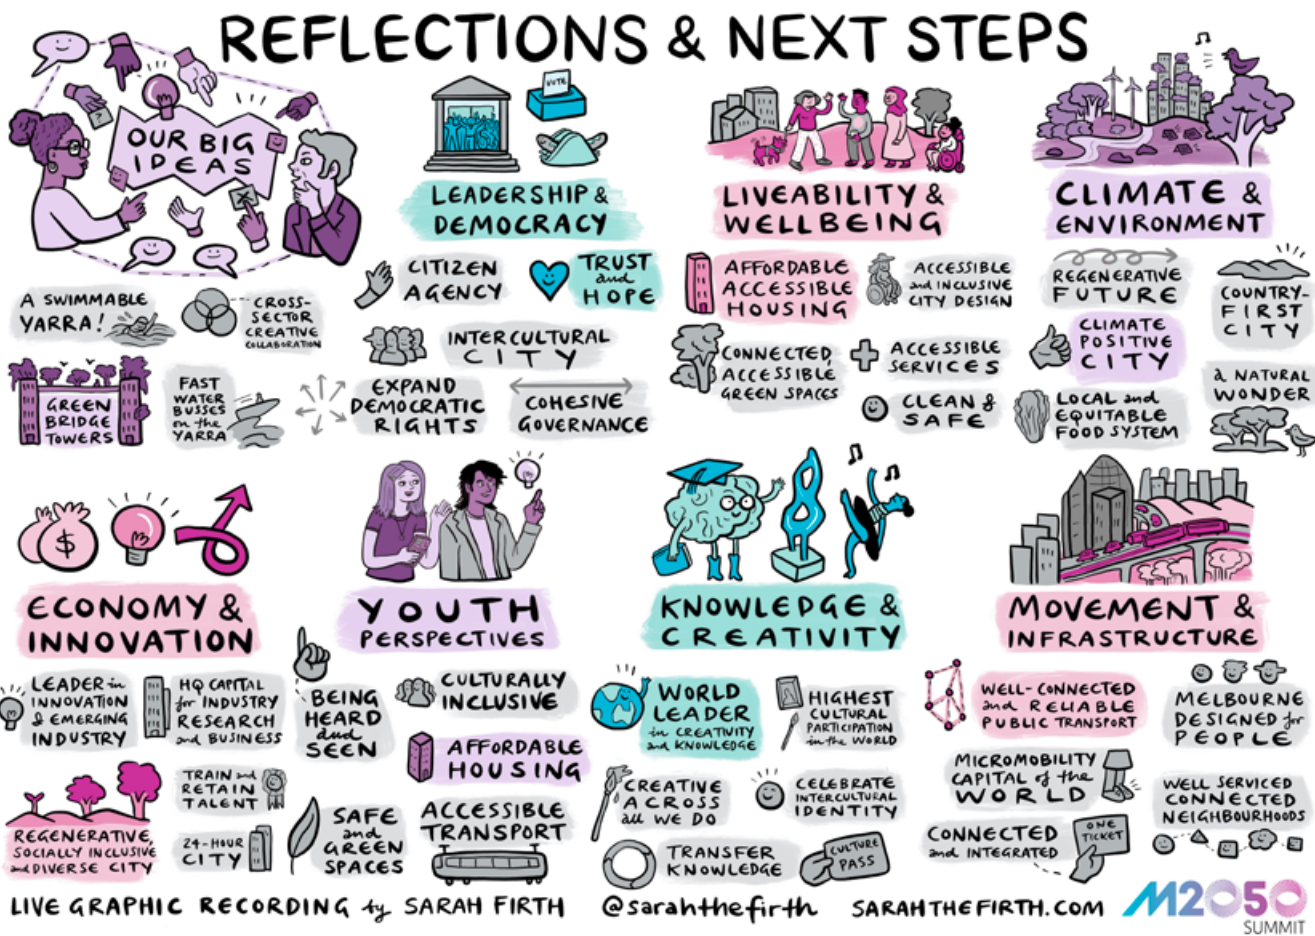 REFLECTIONS & NEXT STEPS
OUR BIG
IDEAS
A SWIMMABLE
YARRA!
CROSS-
SECTOR
CREATIVE
COLLABORATION
GREEN
BRIDGE
TOWERS
FAST
WATER
BUSSES
on the
YARRA
VOTE
LEADERSHIP &
DEMOCRACY
CITIZEN
AGENCY
TRUST
and
HOPE
INTERCULTURAL
CITY
EXPAND
DEMOCRATIC
RIGHTS
COHESIVE
GOVERNANCE
LIVEABILITY &
WELLBEING
AFFORDABLE
ACCESSIBLE
HOUSING
ACCESSIBLE
and INCLUSIVE
CITY DESIGN
CONNECTED,
ACCESSIBLE
GREEN SPACES
ACCESSIBLE
SERVICES
CLEAN &
SAFE
CLIMATE &
ENVIRONMENT
REGENERATIVE
FUTURE
COUNTRY-
FIRST
CITY
CLIMATE
POSITIVE
CITY
LOCAL and
EQUITABLE
FOOD SYSTEM
a NATURAL
WONDER
$
ECONOMY &
INNOVATION
LEADER in
INNOVATION
& EMERGING
INDUSTRY
HQ CAPITAL
for INDUSTRY
RESEARCH
and BUSINESS
TRAIN and
RETAIN
TALENT
REGENERATIVE,
SOCIALLY INCLUSIVE
and DIVERSE CITY
24-HOUR
CITY
YOUTH
PERSPECTIVES
BEING
HEARD
and
SEEN
CULTURALLY
INCLUSIVE
AFFORDABLE
HOUSING
SAFE
and
GREEN
SPACES
ACCESSIBLE
TRANSPORT
KNOWLEDGE &
CREATIVITY
WORLD
LEADER
in CREATIVITY
and KNOWLEDGE
HIGHEST
CULTURAL
PARTICIPATION
in the WORLD
CREATIVE
ACROSS
all WE DO
CELEBRATE
INTERCULTURAL
IDENTITY
TRANSFER
KNOWLEDGE
CULTURE
PASS
MOVEMENT &
INFRASTRUCTURE
WELL-CONNECTED
and RELIABLE
PUBLIC TRANSPORT
MELBOURNE
DESIGNED for
PEOPLE
MICROMOBILITY
CAPITAL of the
WORLD
WELL SERVICED
CONNECTED
NEIGHBOURHOODS
CONNECTED
and INTEGRATED
ONE
TICKET
LIVE GRAPHIC RECORDING by SARAH FIRTH @sarahthefirth SARAHTHEFIRTH.COM
M2050
SUMMIT